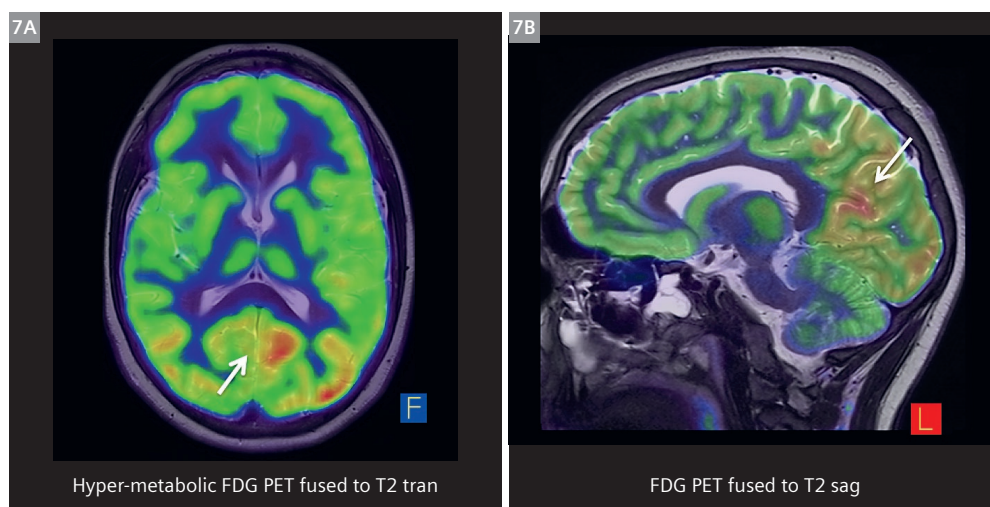 7A
F
Hyper-metabolic FDG PET fused to T2 tran
7B
L
FDG PET fused to T2 sag